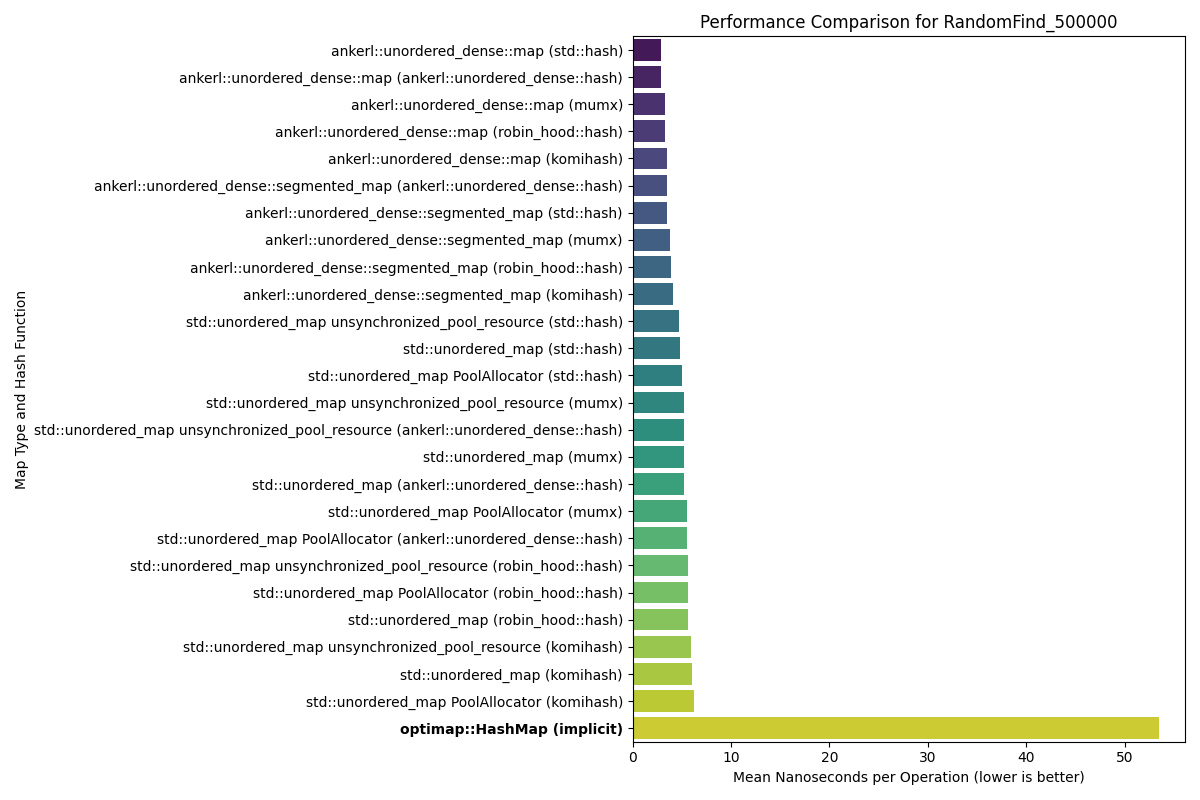 Performance Comparison for RandomFind_500000
ankerl::unordered_dense::map (std::hash)
ankerl::unordered_dense::map (ankerl::unordered_dense::hash)
ankerl::unordered_dense::map (mumx)
ankerl::unordered_dense::map (robin_hood::hash)
ankerl::unordered_dense::map (komihash)
ankerl::unordered_dense::segmented_map (ankerl::unordered_dense::hash)
ankerl::unordered_dense::segmented_map (std::hash)
ankerl::unordered_dense::segmented_map (mumx)
ankerl::unordered_dense::segmented_map (robin_hood::hash)
ankerl::unordered_dense::segmented_map (komihash)
std::unordered_map unsynchronized_pool_resource (std::hash)
std::unordered_map (std::hash)
std::unordered_map PoolAllocator (std::hash)
std::unordered_map unsynchronized_pool_resource (mumx)
std::unordered_map unsynchronized_pool_resource (ankerl::unordered_dense::hash)
std::unordered_map (mumx)
std::unordered_map (ankerl::unordered_dense::hash)
std::unordered_map PoolAllocator (mumx)
std::unordered_map PoolAllocator (ankerl::unordered_dense::hash)
std::unordered_map unsynchronized_pool_resource (robin_hood::hash)
std::unordered_map PoolAllocator (robin_hood::hash)
std::unordered_map (robin_hood::hash)
std::unordered_map unsynchronized_pool_resource (komihash)
std::unordered_map (komihash)
std::unordered_map PoolAllocator (komihash)
optimap::HashMap (implicit)
Map Type and Hash Function
0 10 20 30 40 50
Mean Nanoseconds per Operation (lower is better)